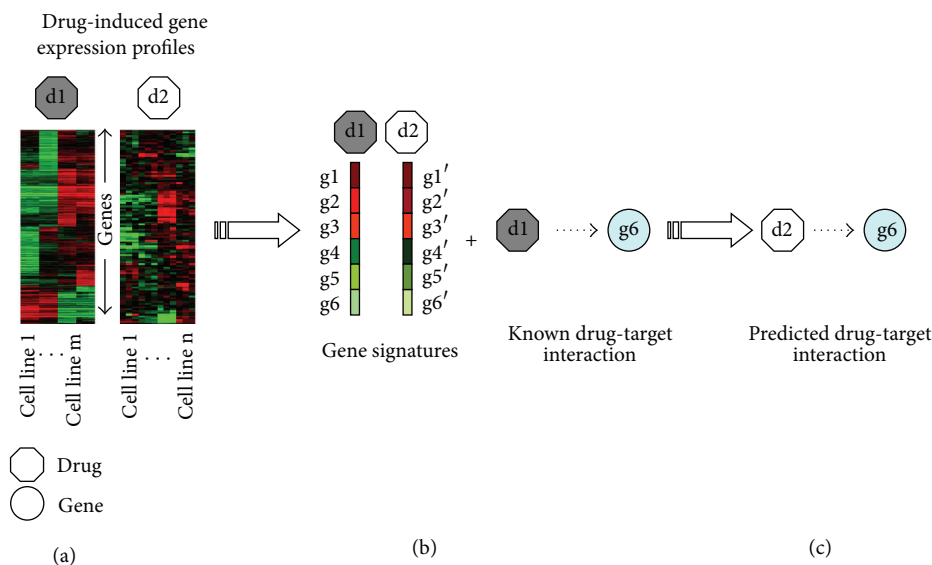 Drug-induced gene
expression profiles
d1
d2
Genes
Cell line 1
. . .
Cell line m
Cell line 1
. . .
Cell line n
Drug
Gene
(a)
d1
d2
g1
g2
g3
g4
g5
g6
g1′
g2′
g3′
g4′
g5′
g6′
Gene signatures
+
d1
g6
Known drug-target
interaction
(b)
d2
g6
Predicted drug-target
interaction
(c)